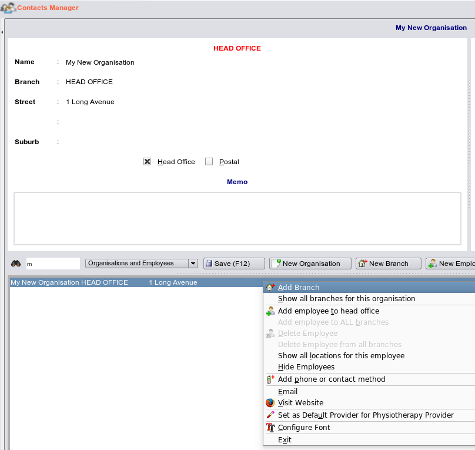 Contacts Manager
My New Organisation
HEAD OFFICE
Name : My New Organisation
Branch : HEAD OFFICE
Street : 1 Long Avenue
:
Suburb :
Head Office Postal
Memo
m Organisations and Employees Save (F12) New Organisation New Branch
My New Organisation HEAD OFFICE 1 Long Avenue
Add Branch
Show all branches for this organisation
Add employee to head office
Add employee to ALL branches
Delete Employee
Delete Employee from all branches
Show all locations for this employee
Hide Employees
Add phone or contact method
Email
Visit Website
Set as Default Provider for Physiotherapy Provider
Configure Font
Exit